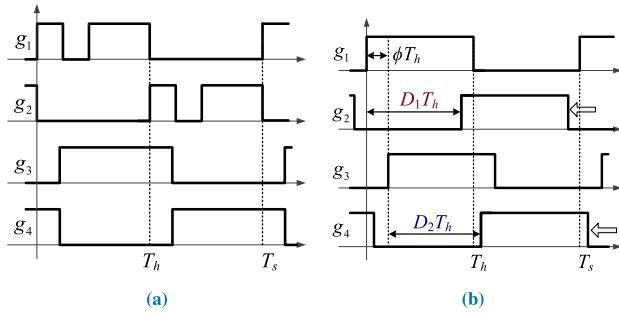 g₁
g₂
g₃
g₄
Tₕ
Tₛ
(a)
g₁
ϕTₕ
g₂
D₁Tₕ
g₃
g₄
D₂Tₕ
Tₕ
Tₛ
(b)